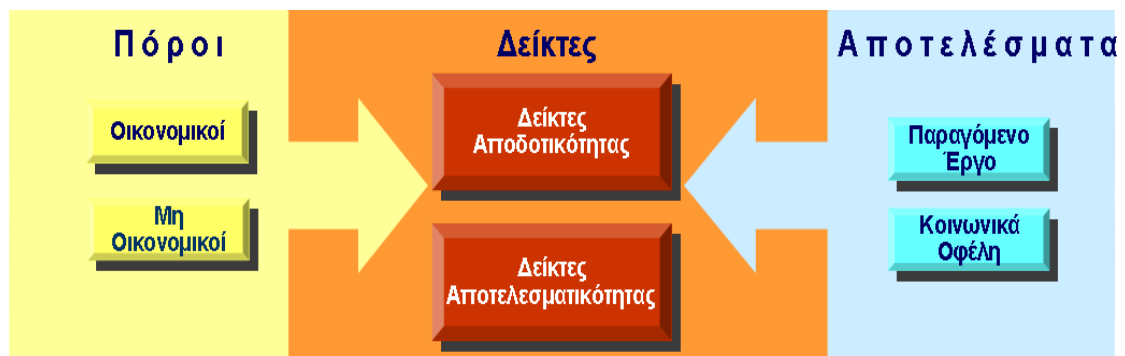 Πόροι
Οικονομικοί
Μη
Οικονομικοί
Δείκτες
Δείκτες
Αποδοτικότητας
Δείκτες
Αποτελεσματικότητας
Αποτελέσματα
Παραγόμενο
Έργο
Κοινωνικά
Οφέλη